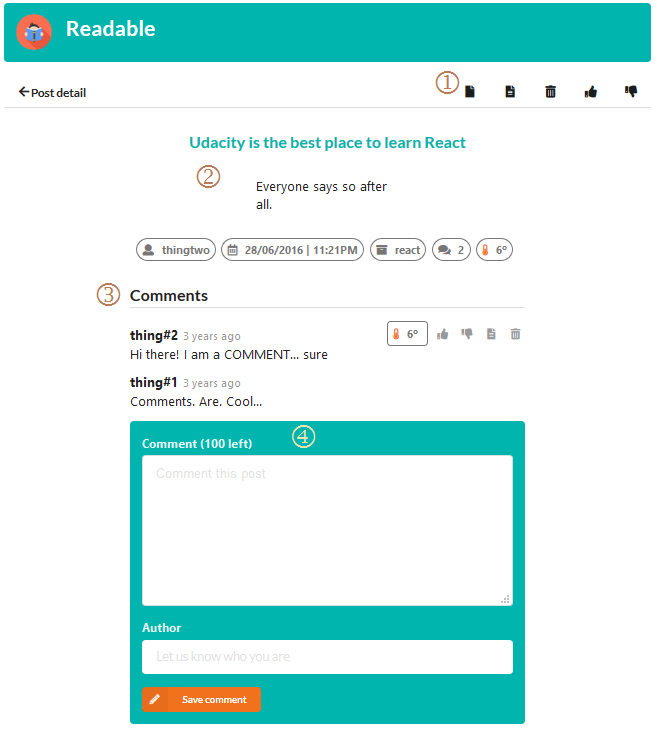 Readable
Post detail
①
Udacity is the best place to learn React
②
Everyone says so after
all.
thingtwo 28/06/2016 | 11:21PM react 2 6º
③ Comments
thing#2 3 years ago 6º
Hi there! I am a COMMENT... sure
thing#1 3 years ago
Comments. Are. Cool...
Comment (100 left) ④
Comment this post
Author
Let us know who you are
Save comment